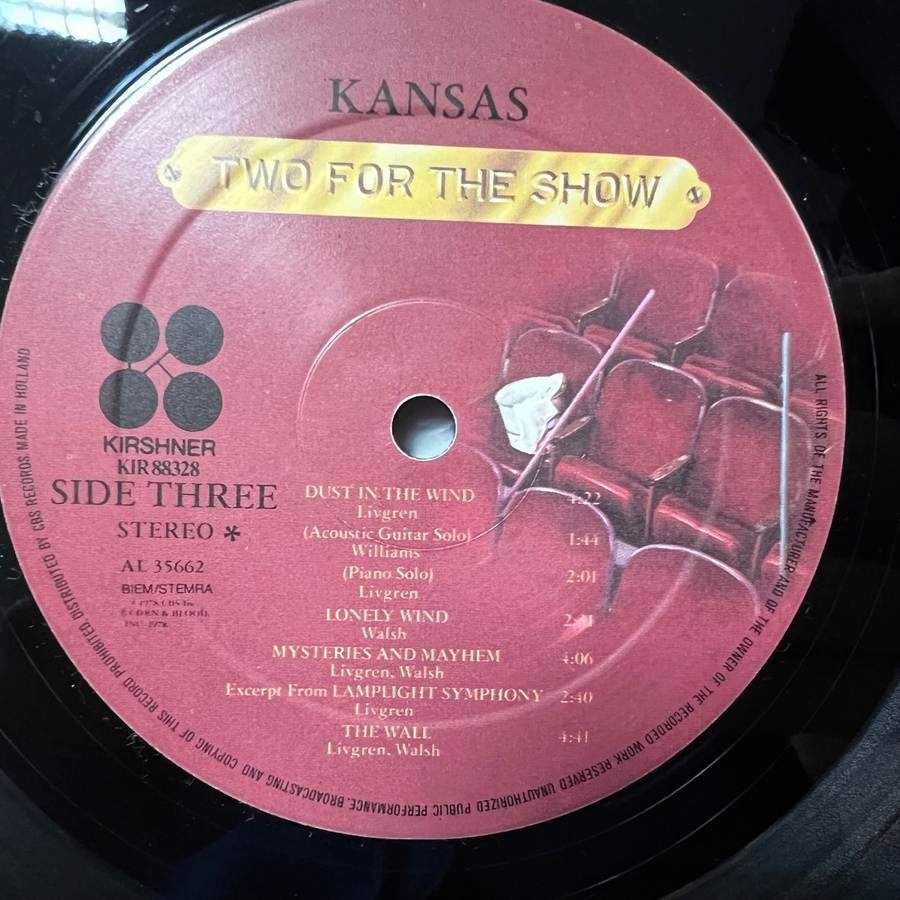 KANSAS
TWO FOR THE SHOW
KIRSHNER
KIR 88328
SIDE THREE
STEREO *
AL 35662
BIEM/STEMRA
INC. 1978
DUST IN THE WIND 4:22
Livgren
(Acoustic Guitar Solo) 1:44
Williams
(Piano Solo) 2:01
Livgren
LONELY WIND
Walsh
MYSTERIES AND MAYHEM 4:06
Livgren, Walsh
Excerpt From LAMPLIGHT SYMPHONY 2:40
Livgren
THE WALL 4:41
Livgren, Walsh
ALL RIGHTS OF THE MANUFACTURER AND OF THE OWNER OF THE RECORDED WORK RESERVED UNAUTHORIZED PUBLIC PERFORMANCE, BROADCASTING AND COPYING OF THIS RECORD PROHIBITED. DISTRIBUTED BY CBS RECORDS MADE IN HOLLAND